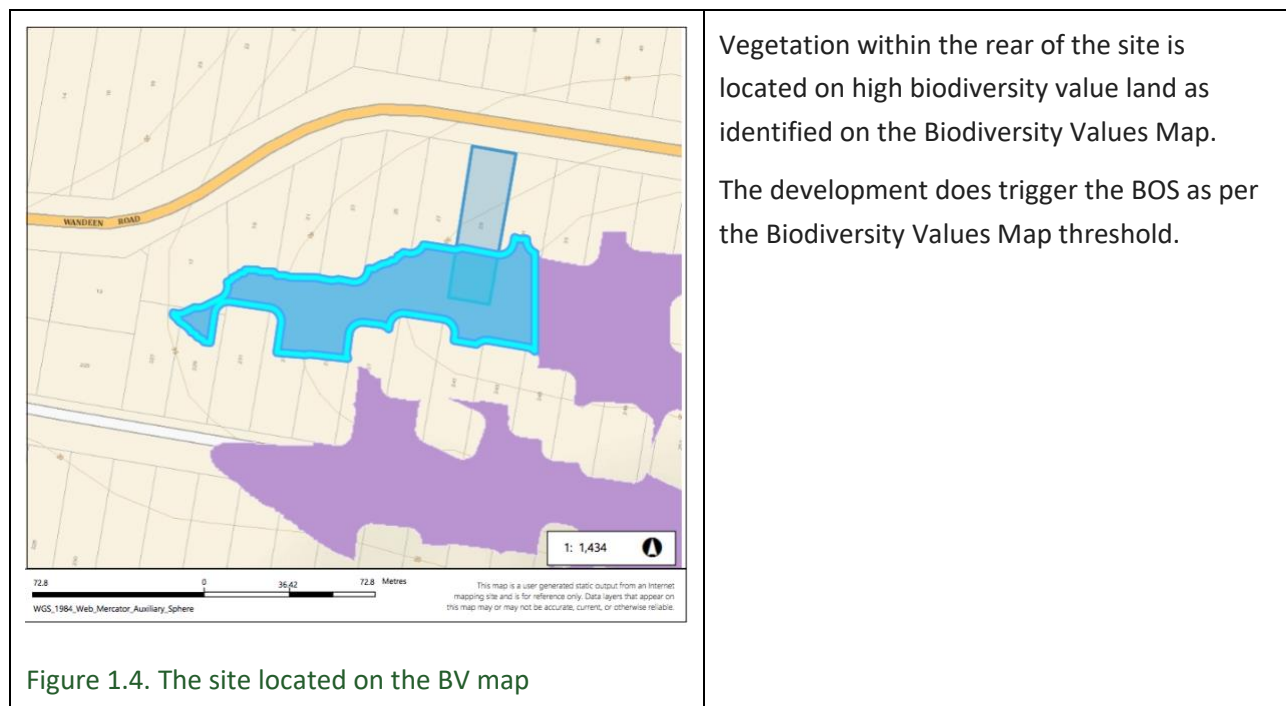 WANDEEN ROAD
1: 1,434
72.8 0 36.42 72.8 Metres
WGS_1984_Web_Mercator_Auxiliary_Sphere
This map is a user generated static output from an Internet
mapping site and is for reference only. Data layers that appear on
this map may or may not be accurate, current, or otherwise reliable.
Figure 1.4. The site located on the BV map
Vegetation within the rear of the site is
located on high biodiversity value land as
identified on the Biodiversity Values Map.
The development does trigger the BOS as per
the Biodiversity Values Map threshold.